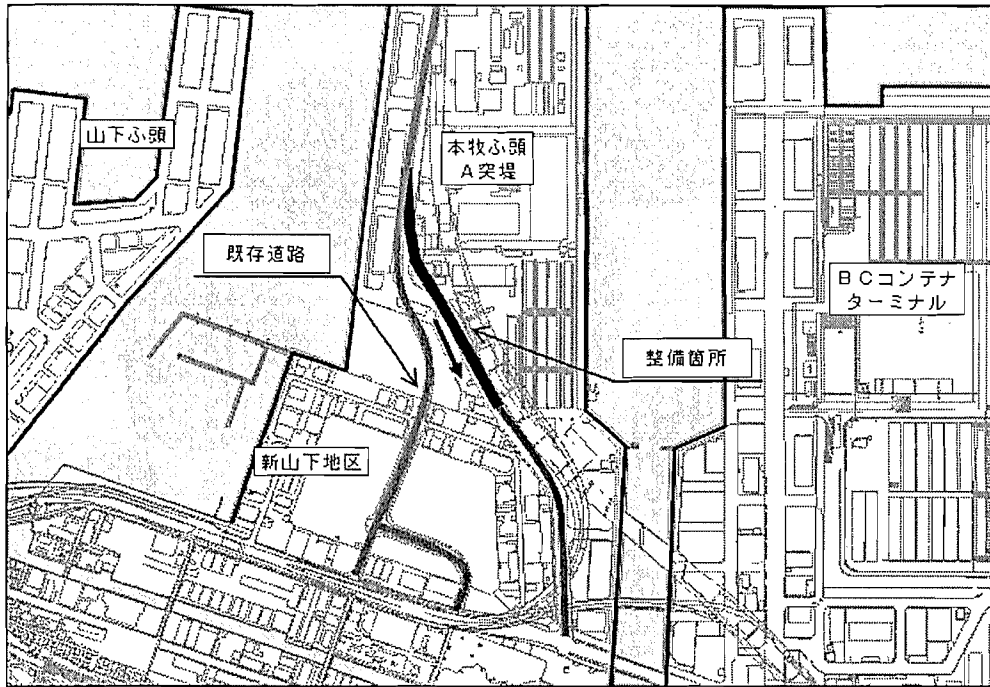 山下ふ頭
本牧ふ頭
A突堤
既存道路
BCコンテナ
ターミナル
整備箇所
新山下地区